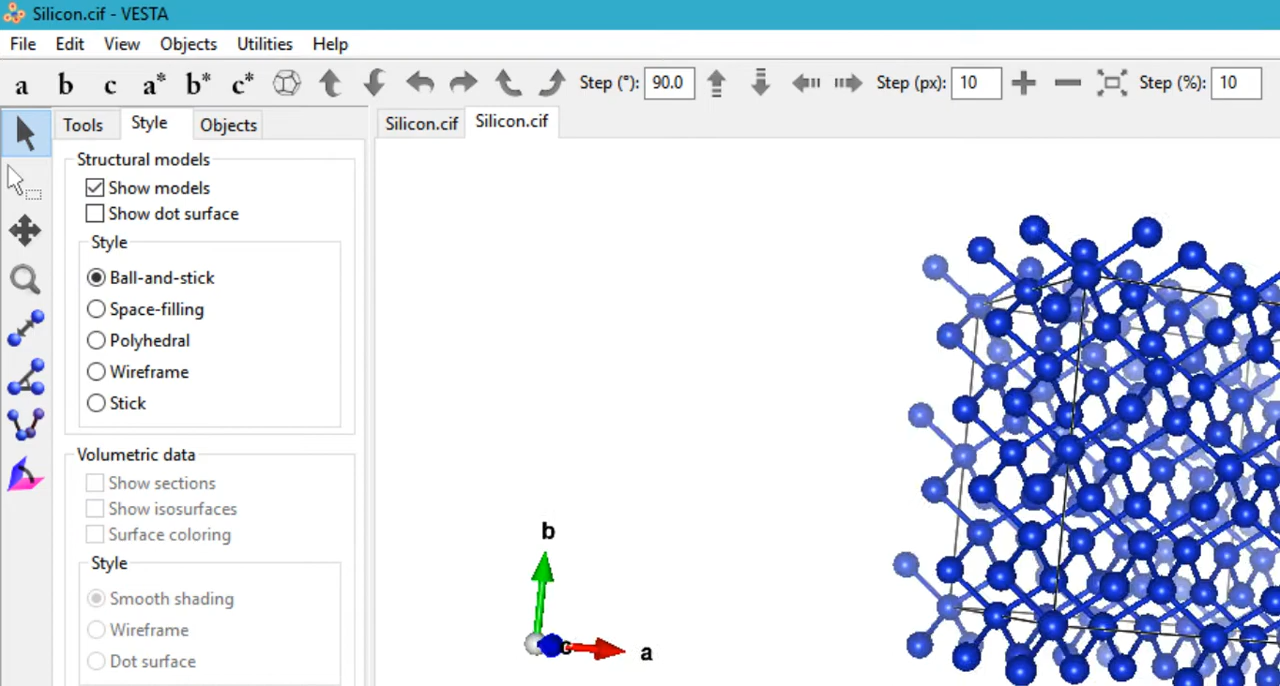 Silicon.cif - VESTA
File Edit View Objects Utilities Help
a b c a* b* c* Step (°): 90.0 Step (px): 10 Step (%): 10
Tools Style Objects Silicon.cif Silicon.cif
Structural models
Show models
Show dot surface
Style
Ball-and-stick
Space-filling
Polyhedral
Wireframe
Stick
Volumetric data
Show sections
Show isosurfaces
Surface coloring
Style
Smooth shading
Wireframe
Dot surface
b
c
a